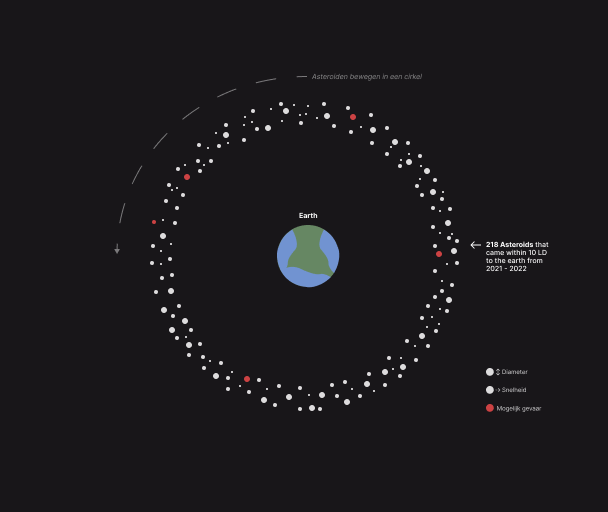 Asteroïden bewegen in een cirkel
Earth
218 Asteroids that
came within 10 LD
to the earth from
2021 - 2022
Diameter
Snelheid
Mogelijk gevaar